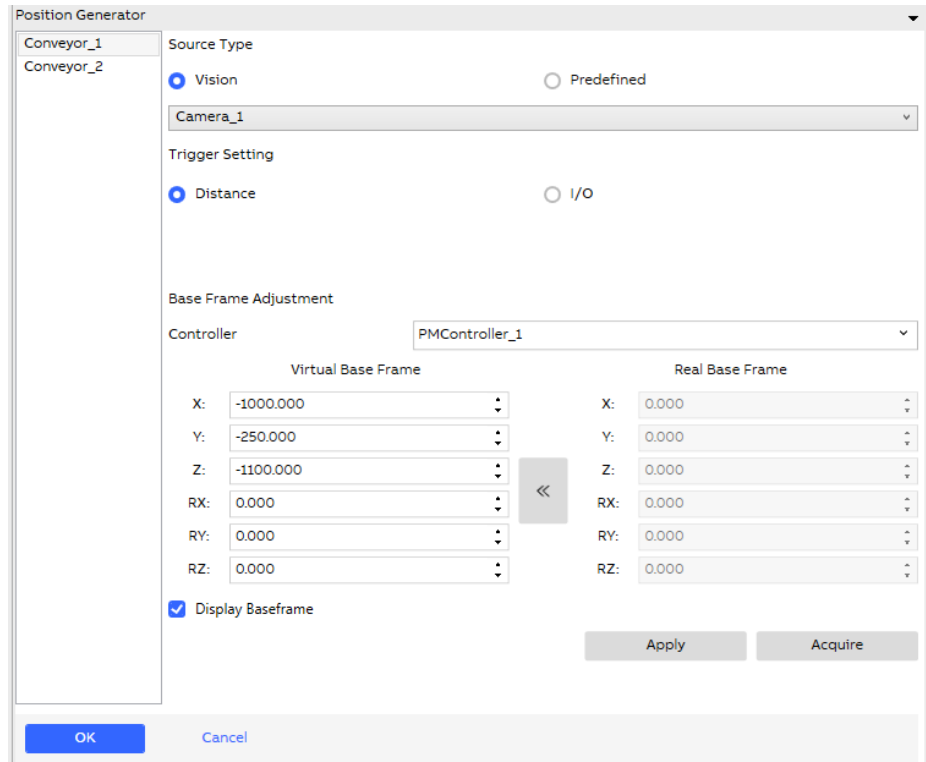 Position Generator
Conveyor_1
Conveyor_2
Source Type
Vision
Predefined
Camera_1
Trigger Setting
Distance
I/O
Base Frame Adjustment
Controller
PMController_1
Virtual Base Frame
Real Base Frame
X: -1000.000
X: 0.000
Y: -250.000
Y: 0.000
Z: -1100.000
Z: 0.000
RX: 0.000
RX: 0.000
RY: 0.000
RY: 0.000
RZ: 0.000
RZ: 0.000
Display Baseframe
Apply
Acquire
OK
Cancel